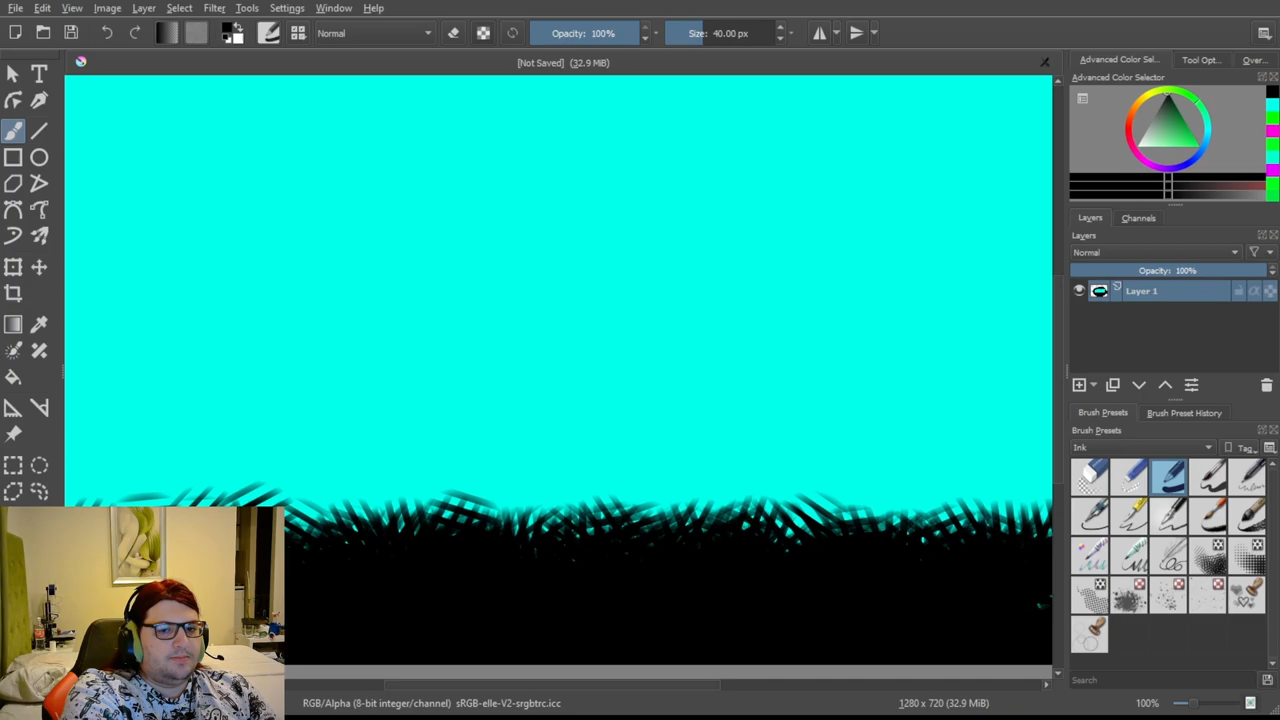 File Edit View Image Layer Select Filter Tools Settings Window Help
Normal
Opacity: 100%
Size: 40.00 px
[Not Saved] (32.9 MiB)
Advanced Color Sel... Tool Opt... Over...
Advanced Color Selector
Layers Channels
Layers
Normal
Opacity: 100%
Layer 1
Brush Presets Brush Preset History
Brush Presets
Ink
Tag
Search
RGB/Alpha (8-bit integer/channel) sRGB-elle-V2-srgbtrc.icc
1280 x 720 (32.9 MiB)
100%